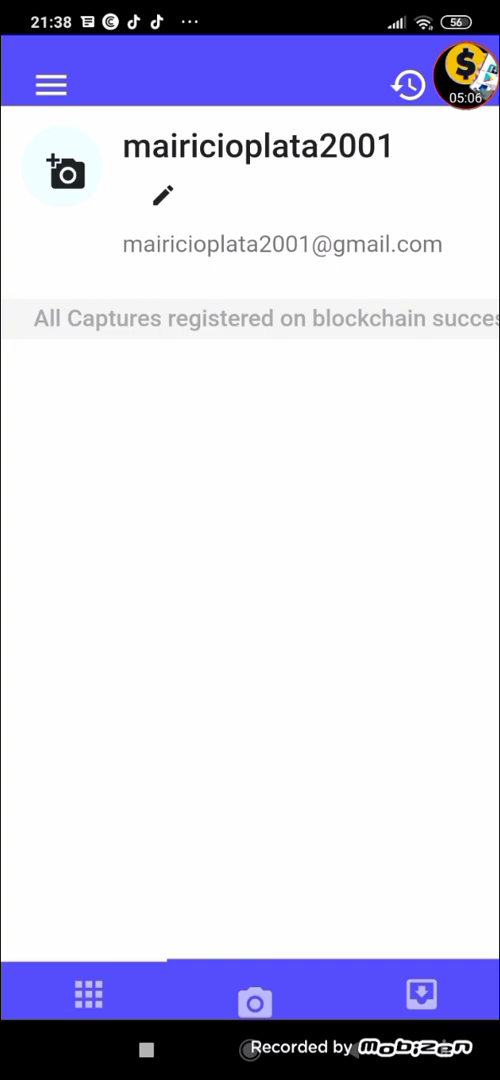 21:38
56
$
05:06
mairicioplata2001
mairicioplata2001@gmail.com
All Captures registered on blockchain succes
Recorded by mobizen